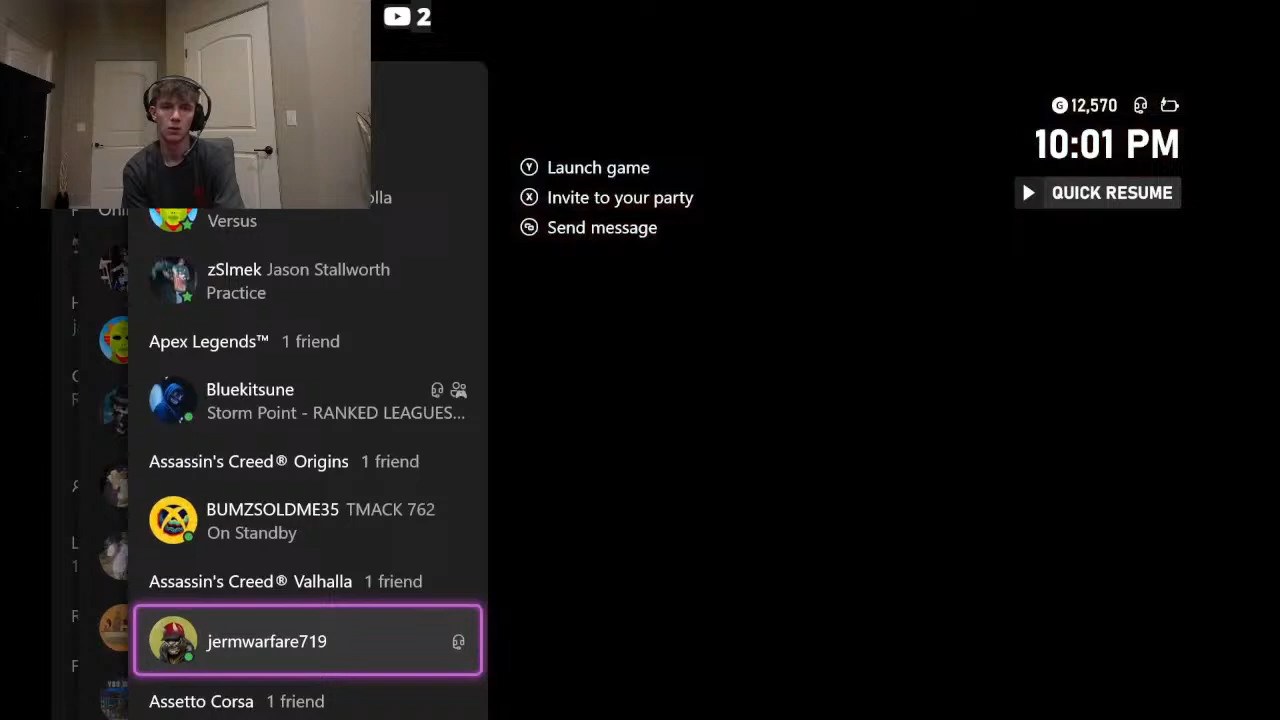 2
12,570
10:01 PM
QUICK RESUME
Launch game
Invite to your party
Send message
Onli
olla
Versus
zSlmek Jason Stallworth
Practice
Apex Legends™ 1 friend
Bluekitsune
Storm Point - RANKED LEAGUES...
Assassin's Creed® Origins 1 friend
BUMZSOLDME35 TMACK 762
On Standby
Assassin's Creed® Valhalla 1 friend
jermwarfare719
Assetto Corsa 1 friend